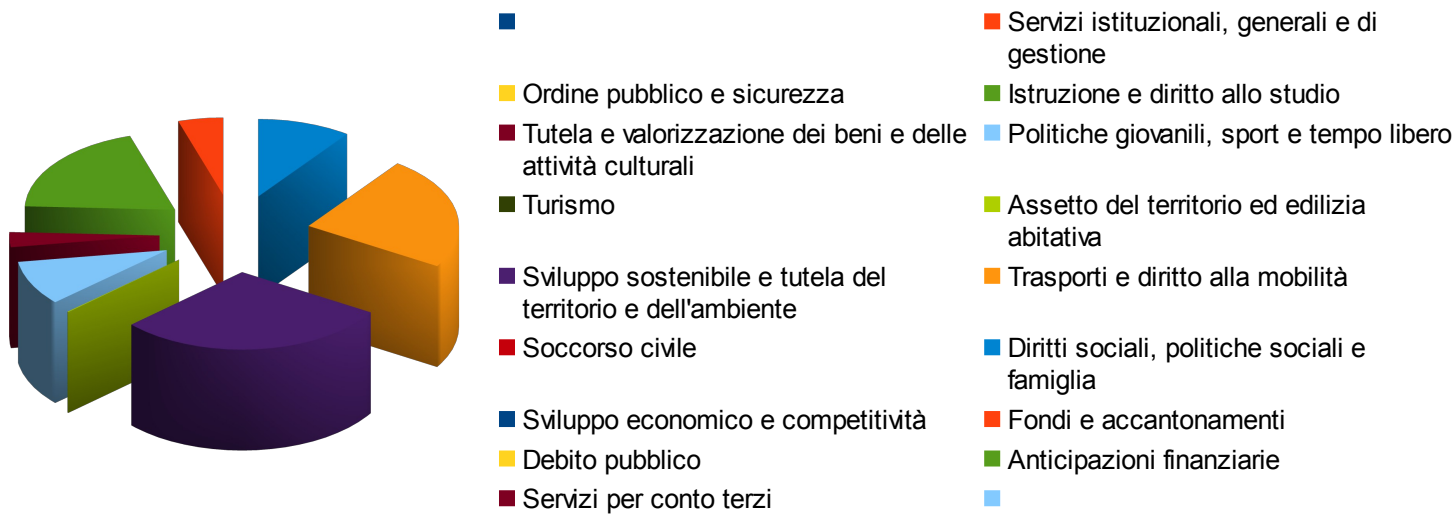 Servizi istituzionali, generali e di
gestione
Ordine pubblico e sicurezza
Istruzione e diritto allo studio
Tutela e valorizzazione dei beni e delle
attività culturali
Politiche giovanili, sport e tempo libero
Turismo
Assetto del territorio ed edilizia
abitativa
Sviluppo sostenibile e tutela del
territorio e dell'ambiente
Trasporti e diritto alla mobilità
Soccorso civile
Diritti sociali, politiche sociali e
famiglia
Sviluppo economico e competitività
Fondi e accantonamenti
Debito pubblico
Anticipazioni finanziarie
Servizi per conto terzi